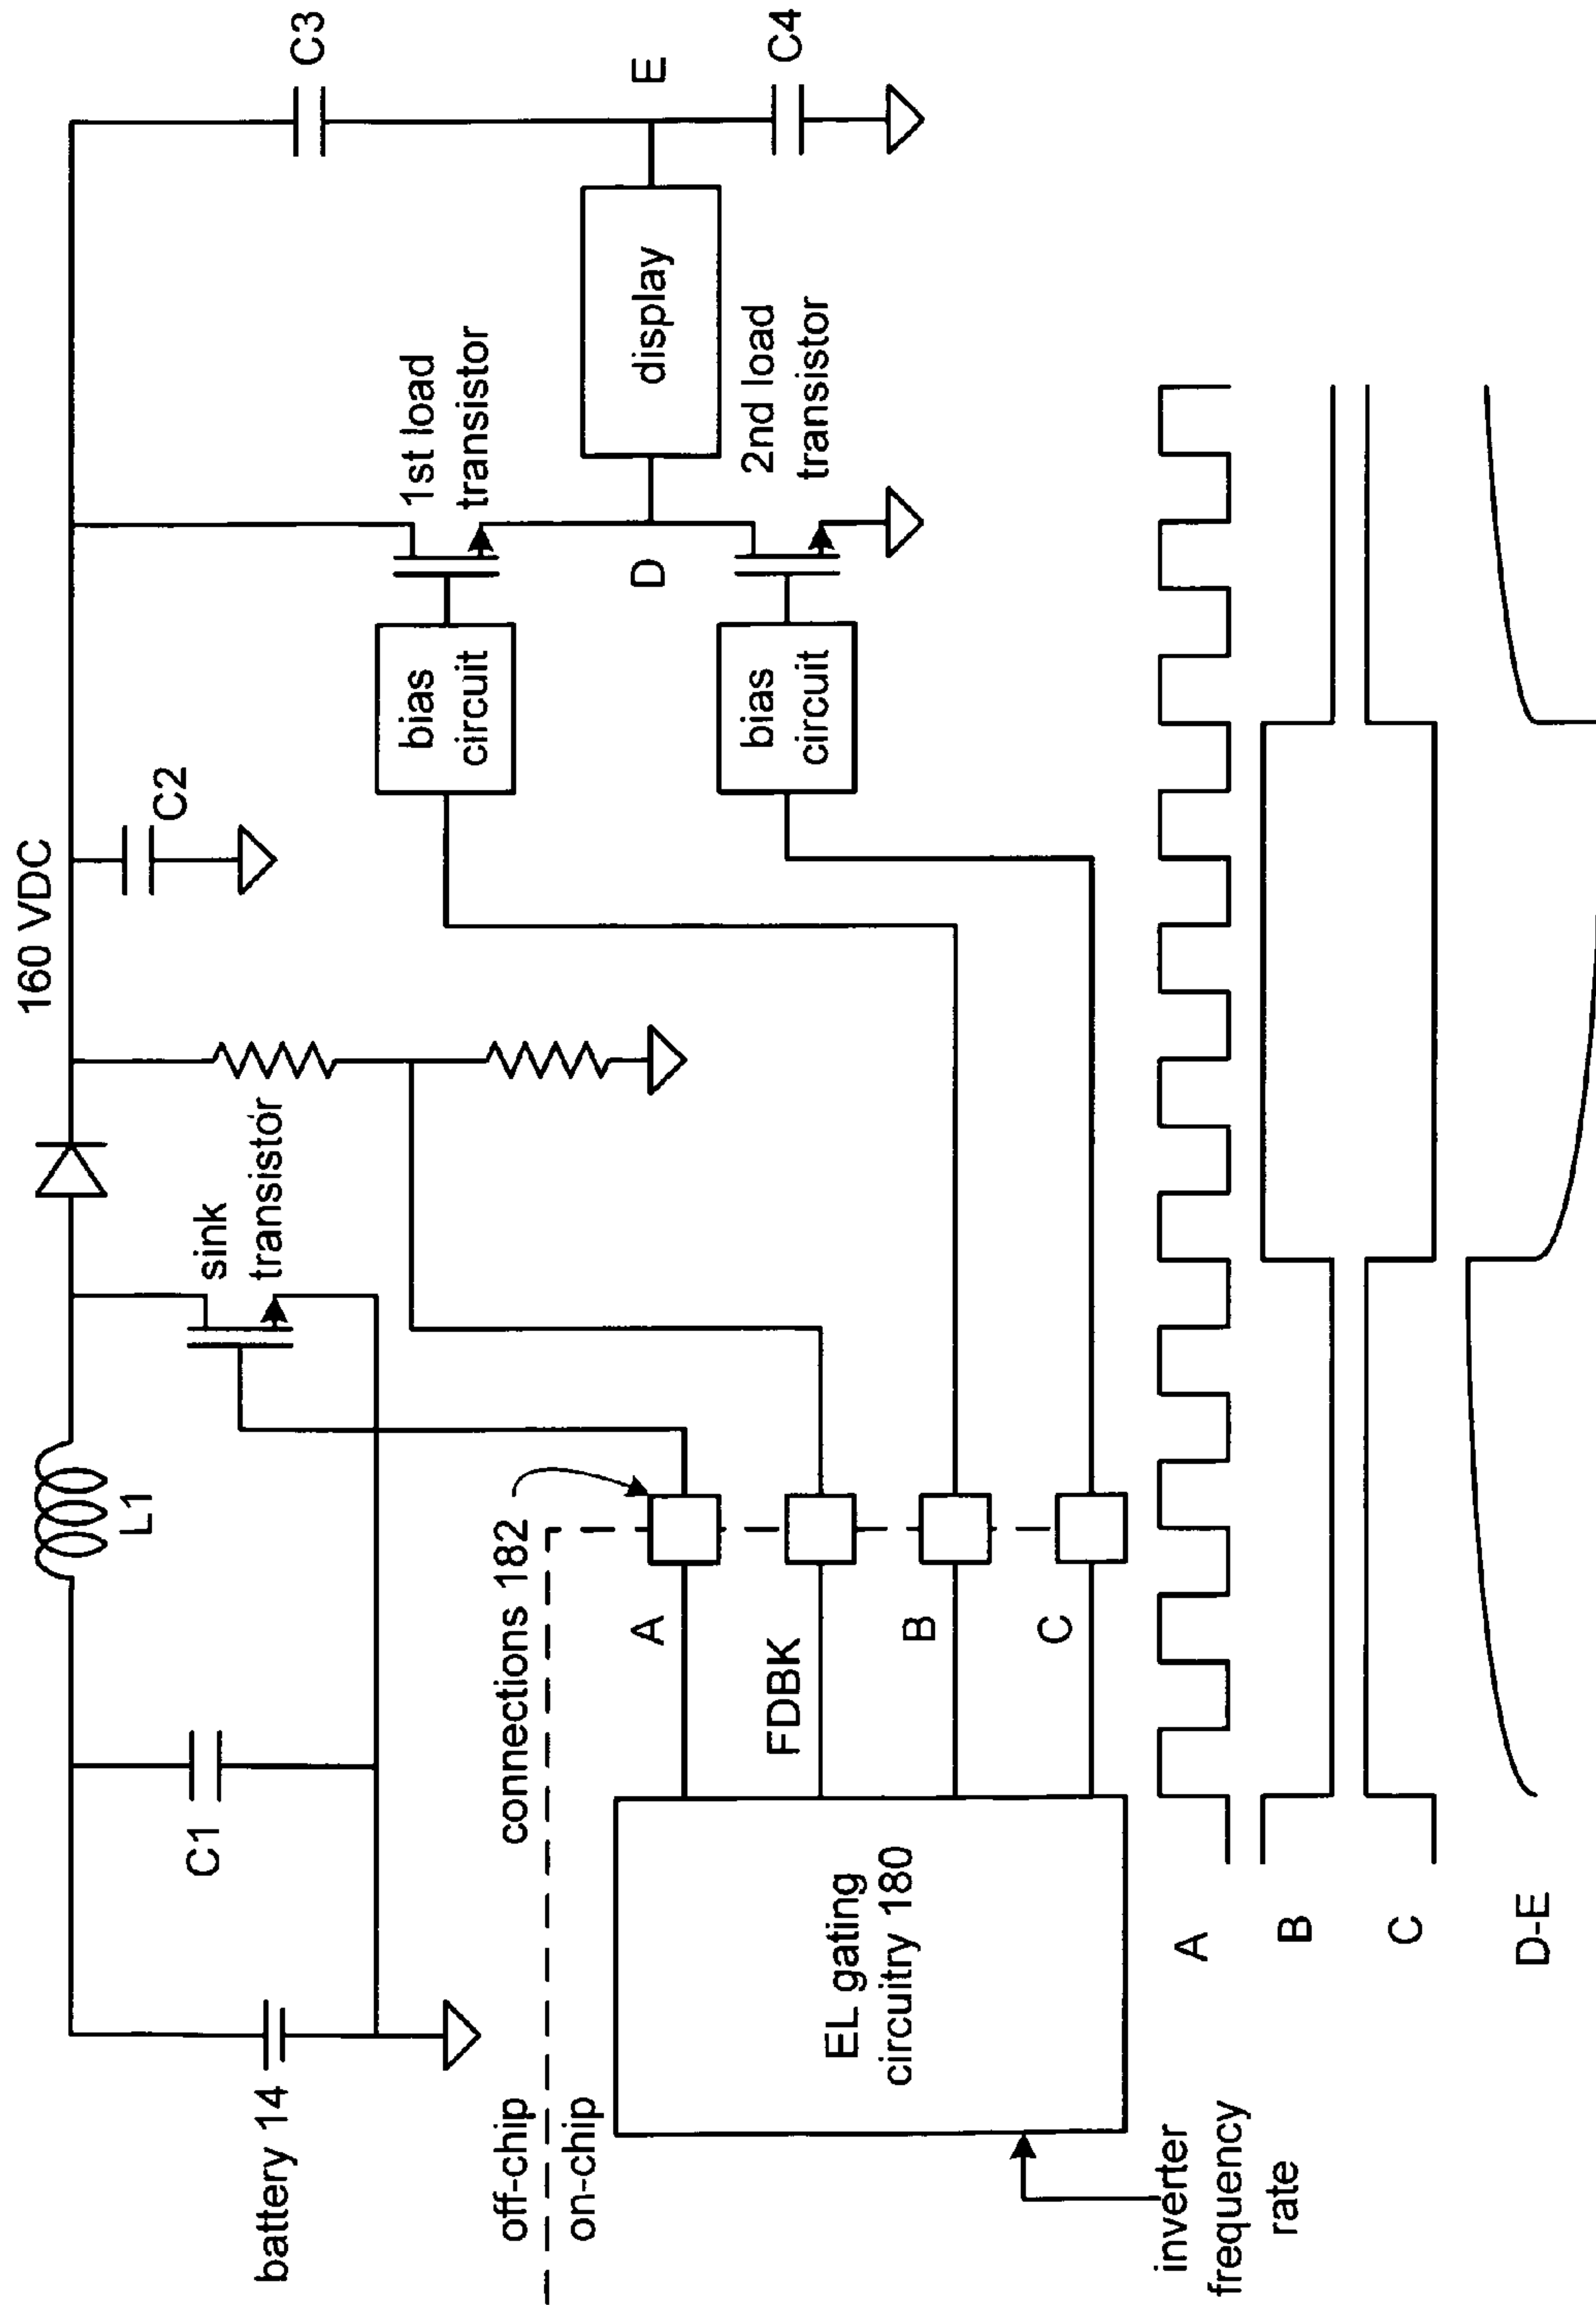 160 VDC
L1
C1
C2
C3
C4
battery 14
sink
transistor
1st load
transistor
2nd load
transistor
bias
circuit
bias
circuit
display
D
E
connections 182
off-chip
on-chip
A
FDBK
B
C
EL gating
circuitry 180
inverter
frequency
rate
A
B
C
D-E